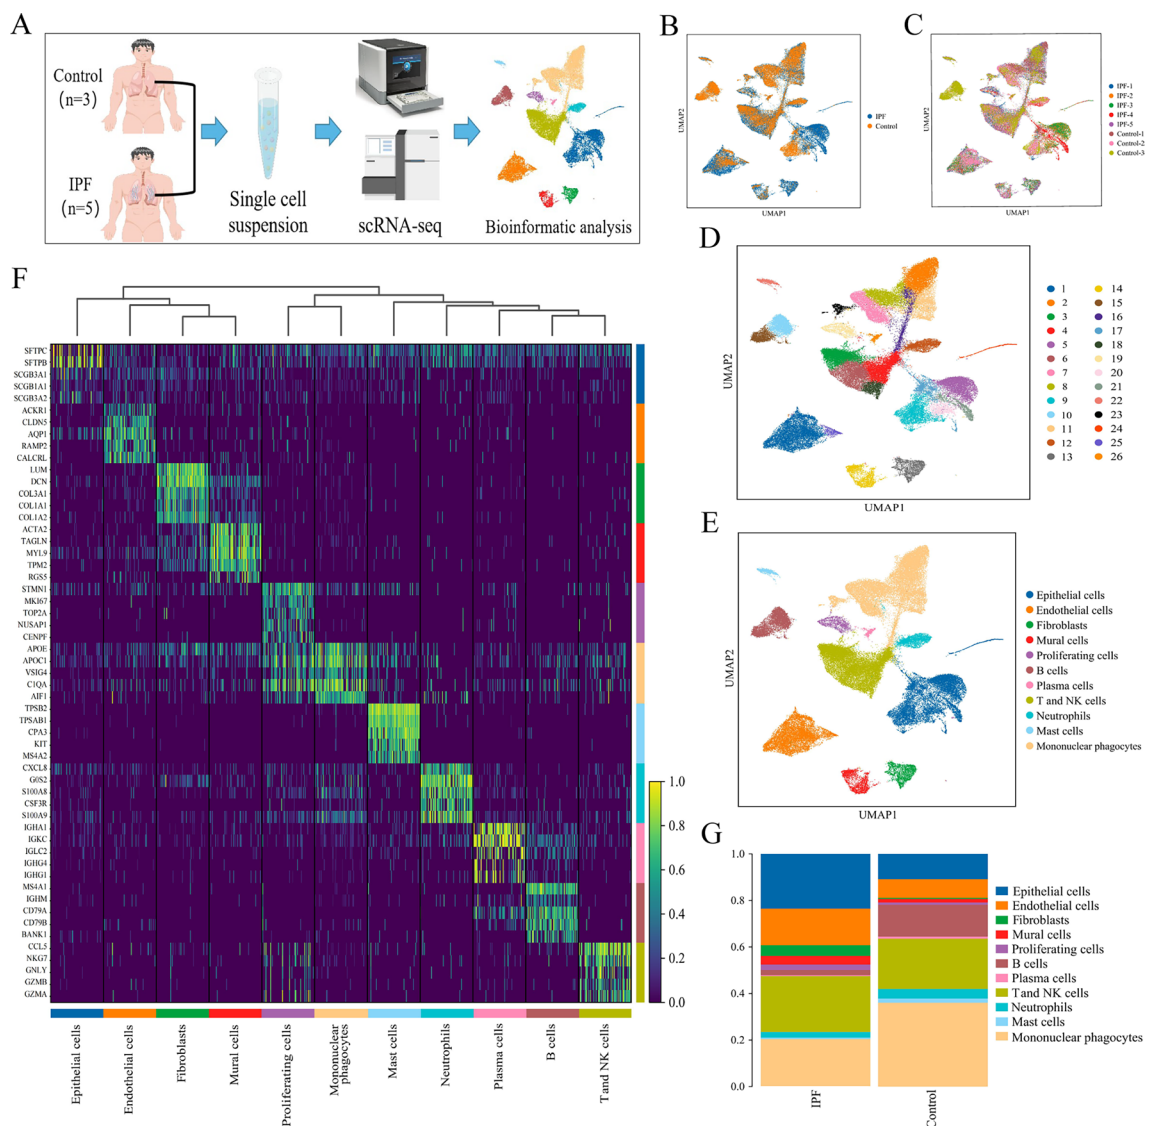 A
Control
(n=3)
IPF
(n=5)
Single cell
suspension
scRNA-seq
Bioinformatic analysis
B
UMAP2
UMAP1
IPF
Control
C
UMAP2
UMAP1
IPF-1
IPF-2
IPF-3
IPF-4
IPF-5
Control-1
Control-2
Control-3
D
UMAP2
UMAP1
1
2
3
4
5
6
7
8
9
10
11
12
13
14
15
16
17
18
19
20
21
22
23
24
25
26
E
UMAP2
UMAP1
Epithelial cells
Endothelial cells
Fibroblasts
Mural cells
Proliferating cells
B cells
Plasma cells
T and NK cells
Neutrophils
Mast cells
Mononuclear phagocytes
F
SFTPC
SFTPB
SCGB3A1
SCGB1A1
SCGB3A2
ACKR1
CLDN5
AQP1
RAMP2
CALCRL
LUM
DCN
COL3A1
COL1A1
COL1A2
ACTA2
TAGLN
MYL9
TPM2
RGS5
STMN1
MKI67
TOP2A
NUSAP1
CENPF
APOE
APOC1
VSIG4
C1QA
AIF1
TPSB2
TPSAB1
CPA3
KIT
MS4A2
CXCL8
G0S2
S100A8
CSF3R
S100A9
IGHA1
IGKC
IGLC2
IGHG4
IGHG1
MS4A1
IGHM
CD79A
CD79B
BANK1
CCL5
NKG7
GNLY
GZMB
GZMA
1.0
0.8
0.6
0.4
0.2
0.0
Epithelial cells
Endothelial cells
Fibroblasts
Mural cells
Proliferating cells
Mononuclear
phagocytes
Mast cells
Neutrophils
Plasma cells
B cells
T and NK cells
G
1.0
0.8
0.6
0.4
0.2
0.0
IPF
Control
Epithelial cells
Endothelial cells
Fibroblasts
Mural cells
Proliferating cells
B cells
Plasma cells
Tand NK cells
Neutrophils
Mast cells
Mononuclear phagocytes